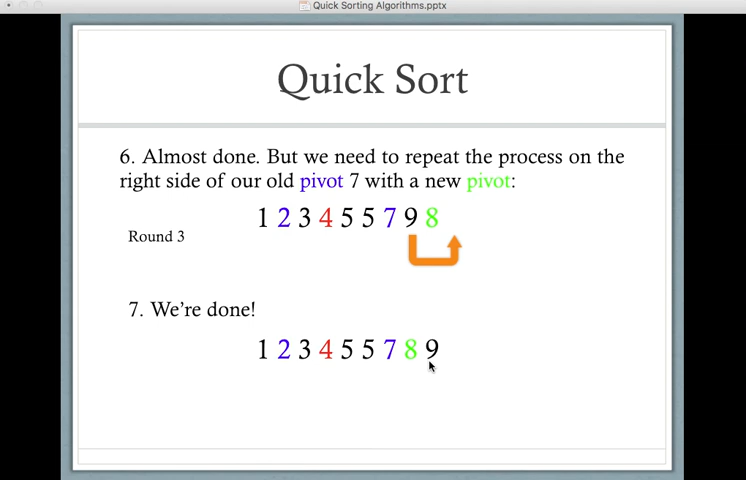 Quick Sorting Algorithms.pptx
Quick Sort
6. Almost done. But we need to repeat the process on the
right side of our old pivot 7 with a new pivot:
1 2 3 4 5 5 7 9 8
Round 3
7. We’re done!
1 2 3 4 5 5 7 8 9